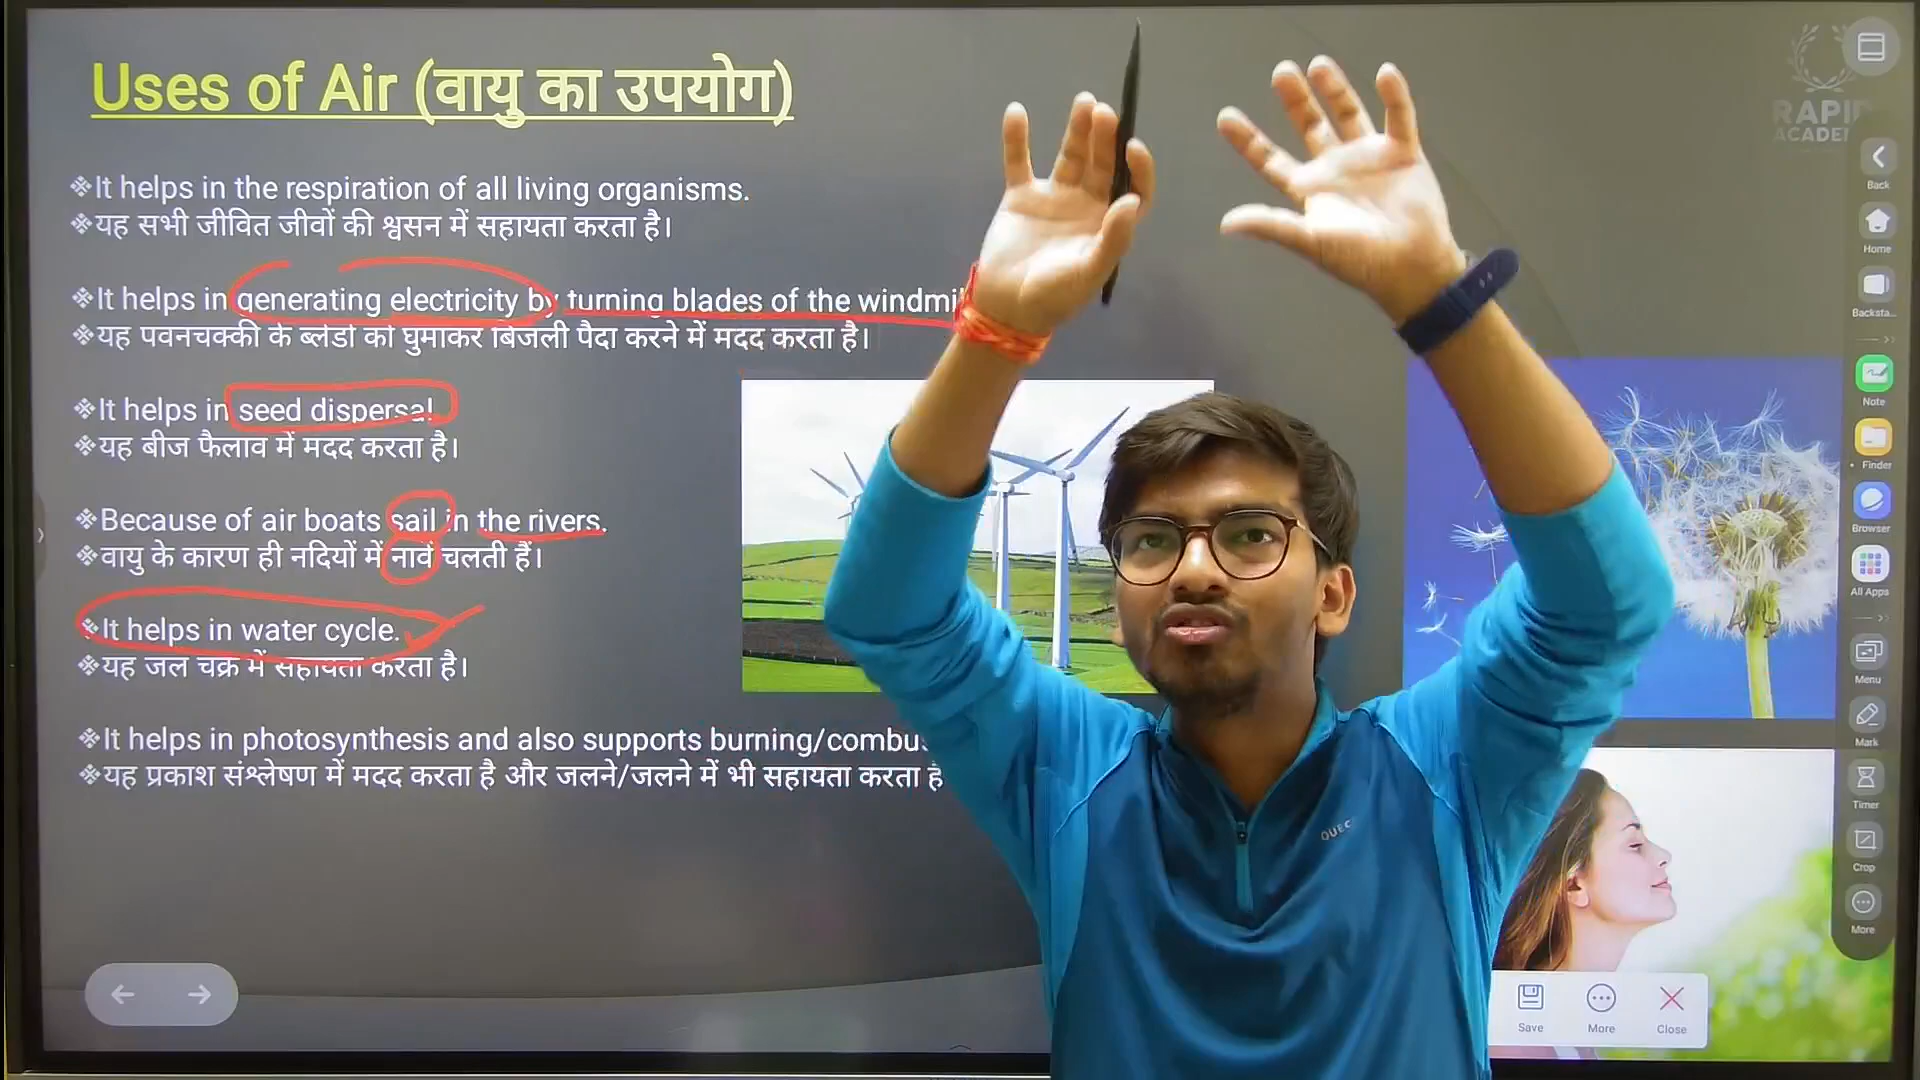 Uses of Air (वायु का उपयोग)
RAPID
ACADEM
❖It helps in the respiration of all living organisms.
❖यह सभी जीवित जीवों की श्वसन में सहायता करता है।
❖It helps in generating electricity by turning blades of the windmil
❖यह पवनचक्की के ब्लेडों को घुमाकर बिजली पैदा करने में मदद करता है।
❖It helps in seed dispersal
❖यह बीज फैलाव में मदद करता है।
❖Because of air boats sail in the rivers.
❖वायु के कारण ही नदियों में नावें चलती हैं।
❖It helps in water cycle.
❖यह जल चक्र में सहायता करता है।
❖It helps in photosynthesis and also supports burning/combus
❖यह प्रकाश संश्लेषण में मदद करता है और जलने/जलने में भी सहायता करता है
Back
Home
Backsta...
Note
Finder
Browser
All Apps
Menu
Mark
Timer
Crop
More
Save
More
Close